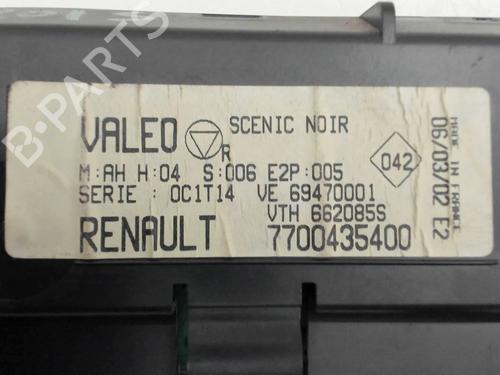 VALEO R SCENIC NOIR
M:AH H:04 S:006 E2P:005
SERIE : 0C1T14 VE 69470001
VTH 662085S
RENAULT 7700435400
042
MADE IN FRANCE
06/03/02 E2
B-PARTS